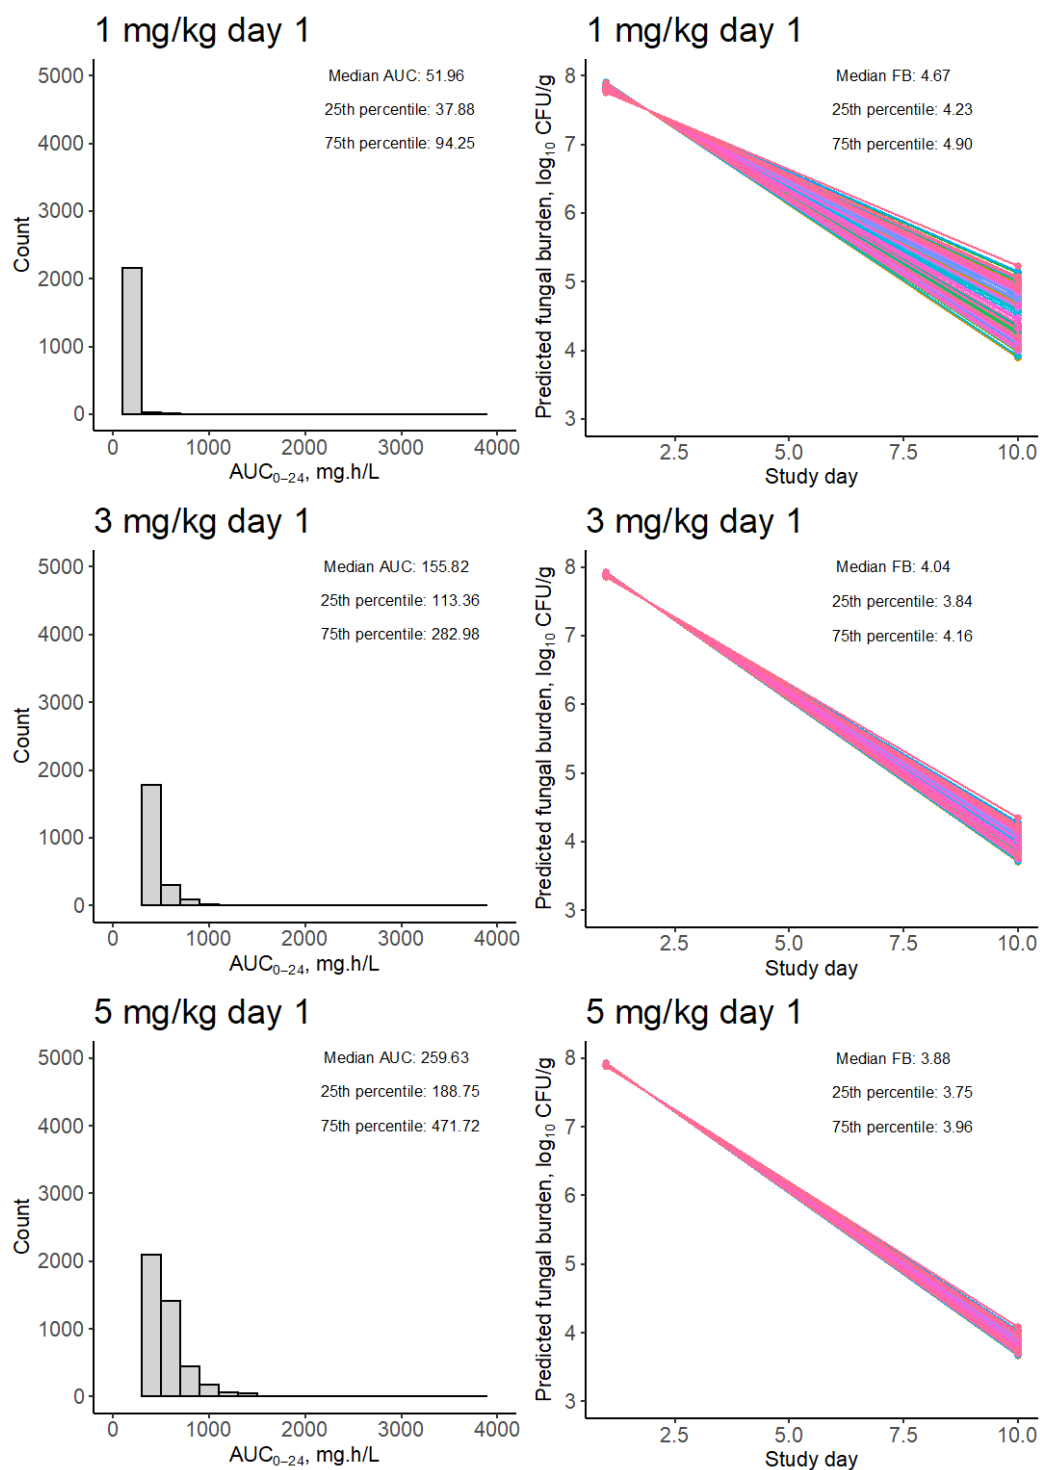 1 mg/kg day 1
5000
4000
3000
2000
1000
0
Count
Median AUC: 51.96
25th percentile: 37.88
75th percentile: 94.25
0 1000 2000 3000 4000
AUC0–24, mg.h/L
1 mg/kg day 1
8
7
6
5
4
3
Predicted fungal burden, log10 CFU/g
Median FB: 4.67
25th percentile: 4.23
75th percentile: 4.90
2.5 5.0 7.5 10.0
Study day
3 mg/kg day 1
5000
4000
3000
2000
1000
0
Count
Median AUC: 155.82
25th percentile: 113.36
75th percentile: 282.98
0 1000 2000 3000 4000
AUC0–24, mg.h/L
3 mg/kg day 1
8
7
6
5
4
3
Predicted fungal burden, log10 CFU/g
Median FB: 4.04
25th percentile: 3.84
75th percentile: 4.16
2.5 5.0 7.5 10.0
Study day
5 mg/kg day 1
5000
4000
3000
2000
1000
0
Count
Median AUC: 259.63
25th percentile: 188.75
75th percentile: 471.72
0 1000 2000 3000 4000
AUC0–24, mg.h/L
5 mg/kg day 1
8
7
6
5
4
3
Predicted fungal burden, log10 CFU/g
Median FB: 3.88
25th percentile: 3.75
75th percentile: 3.96
2.5 5.0 7.5 10.0
Study day